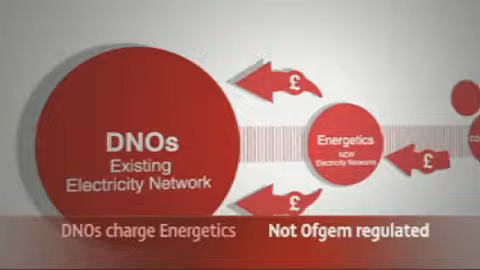 £
DNOs
Existing
Electricity Network
Energetics
NEW
Electricity Networks
£
£
DNOs charge Energetics
Not Ofgem regulated